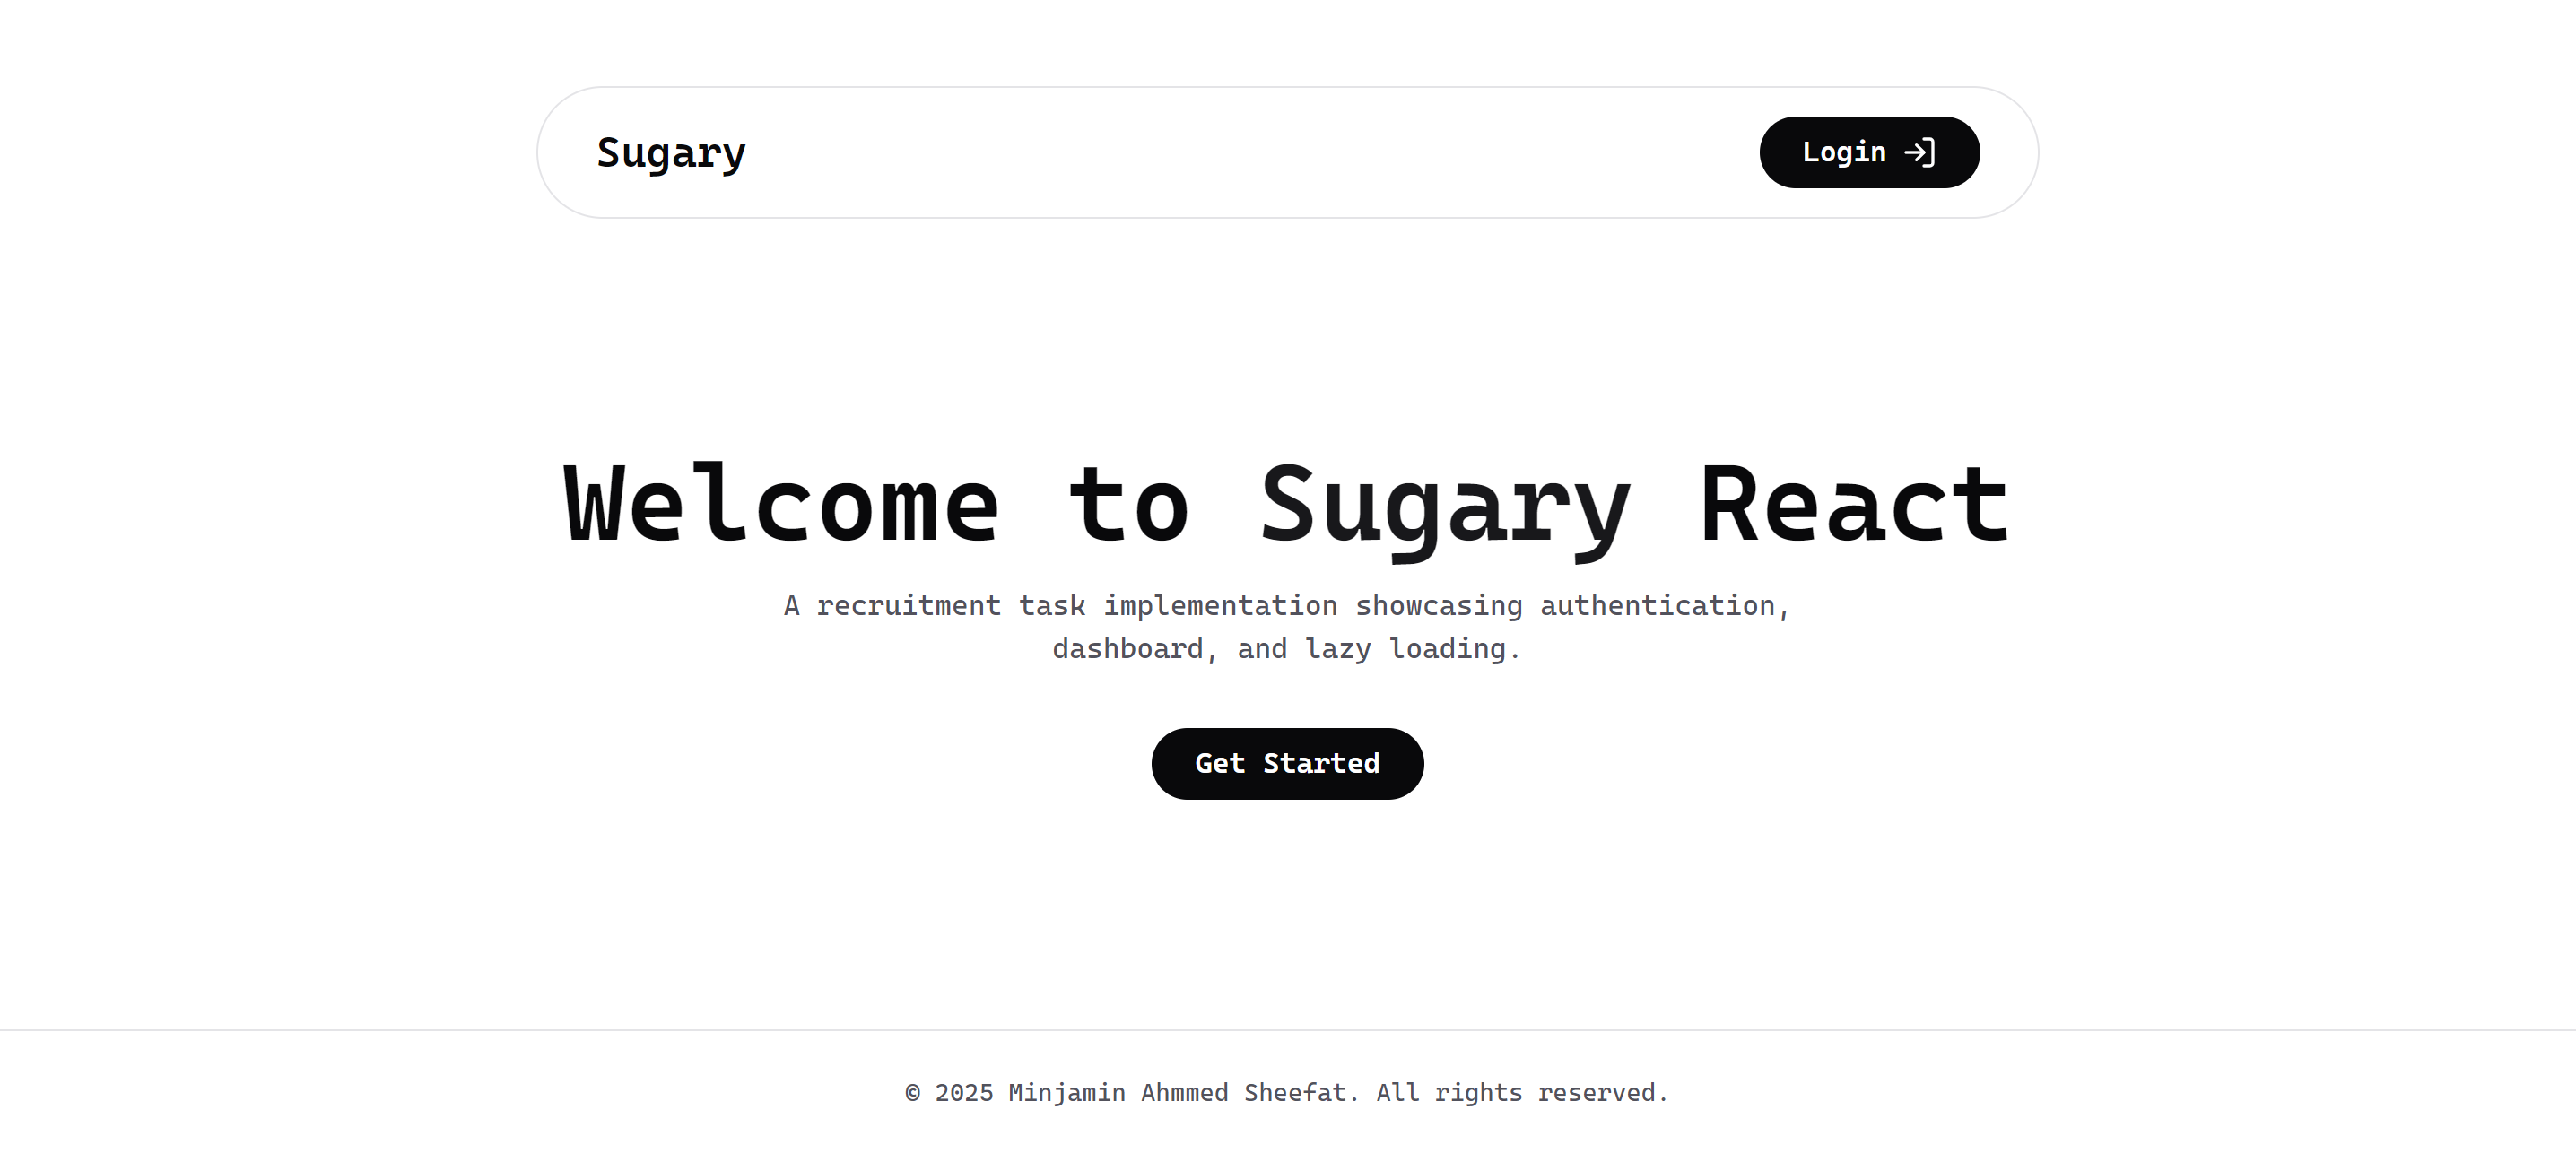 Sugary
Login
Welcome to Sugary React
A recruitment task implementation showcasing authentication,
dashboard, and lazy loading.
Get Started
© 2025 Minjamin Ahmmed Sheefat. All rights reserved.